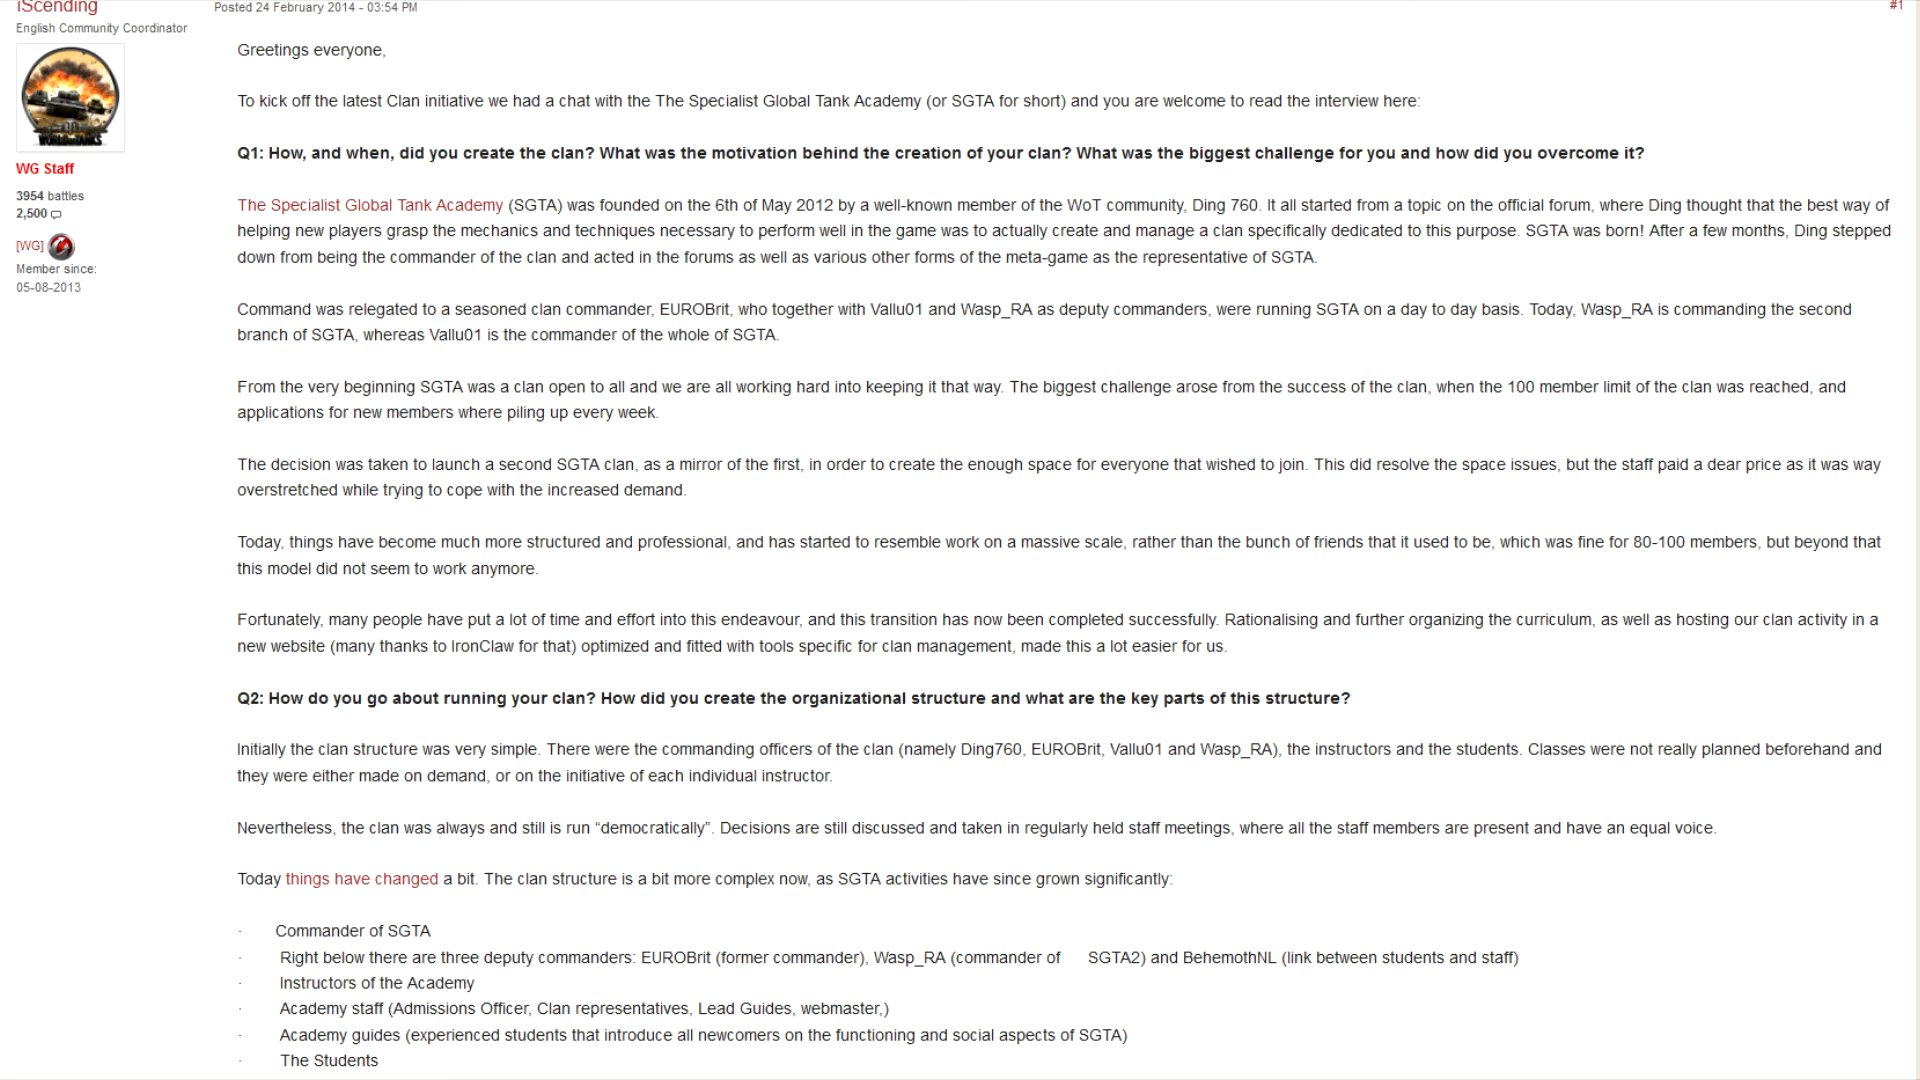 iScending
Posted 24 February 2014 - 03:54 PM
#1
English Community Coordinator
WORLD of TANKS
WG Staff
3954 battles
2,500
[WG]
Member since:
05-08-2013
Greetings everyone,
To kick off the latest Clan initiative we had a chat with the The Specialist Global Tank Academy (or SGTA for short) and you are welcome to read the interview here:
Q1: How, and when, did you create the clan? What was the motivation behind the creation of your clan? What was the biggest challenge for you and how did you overcome it?
The Specialist Global Tank Academy (SGTA) was founded on the 6th of May 2012 by a well-known member of the WoT community, Ding 760. It all started from a topic on the official forum, where Ding thought that the best way of
helping new players grasp the mechanics and techniques necessary to perform well in the game was to actually create and manage a clan specifically dedicated to this purpose. SGTA was born! After a few months, Ding stepped
down from being the commander of the clan and acted in the forums as well as various other forms of the meta-game as the representative of SGTA.
Command was relegated to a seasoned clan commander, EUROBrit, who together with Vallu01 and Wasp_RA as deputy commanders, were running SGTA on a day to day basis. Today, Wasp_RA is commanding the second
branch of SGTA, whereas Vallu01 is the commander of the whole of SGTA.
From the very beginning SGTA was a clan open to all and we are all working hard into keeping it that way. The biggest challenge arose from the success of the clan, when the 100 member limit of the clan was reached, and
applications for new members where piling up every week.
The decision was taken to launch a second SGTA clan, as a mirror of the first, in order to create the enough space for everyone that wished to join. This did resolve the space issues, but the staff paid a dear price as it was way
overstretched while trying to cope with the increased demand.
Today, things have become much more structured and professional, and has started to resemble work on a massive scale, rather than the bunch of friends that it used to be, which was fine for 80-100 members, but beyond that
this model did not seem to work anymore.
Fortunately, many people have put a lot of time and effort into this endeavour, and this transition has now been completed successfully. Rationalising and further organizing the curriculum, as well as hosting our clan activity in a
new website (many thanks to IronClaw for that) optimized and fitted with tools specific for clan management, made this a lot easier for us.
Q2: How do you go about running your clan? How did you create the organizational structure and what are the key parts of this structure?
Initially the clan structure was very simple. There were the commanding officers of the clan (namely Ding760, EUROBrit, Vallu01 and Wasp_RA), the instructors and the students. Classes were not really planned beforehand and
they were either made on demand, or on the initiative of each individual instructor.
Nevertheless, the clan was always and still is run “democratically”. Decisions are still discussed and taken in regularly held staff meetings, where all the staff members are present and have an equal voice.
Today things have changed a bit. The clan structure is a bit more complex now, as SGTA activities have since grown significantly:
· Commander of SGTA
· Right below there are three deputy commanders: EUROBrit (former commander), Wasp_RA (commander of SGTA2) and BehemothNL (link between students and staff)
· Instructors of the Academy
· Academy staff (Admissions Officer, Clan representatives, Lead Guides, webmaster,)
· Academy guides (experienced students that introduce all newcomers on the functioning and social aspects of SGTA)
· The Students